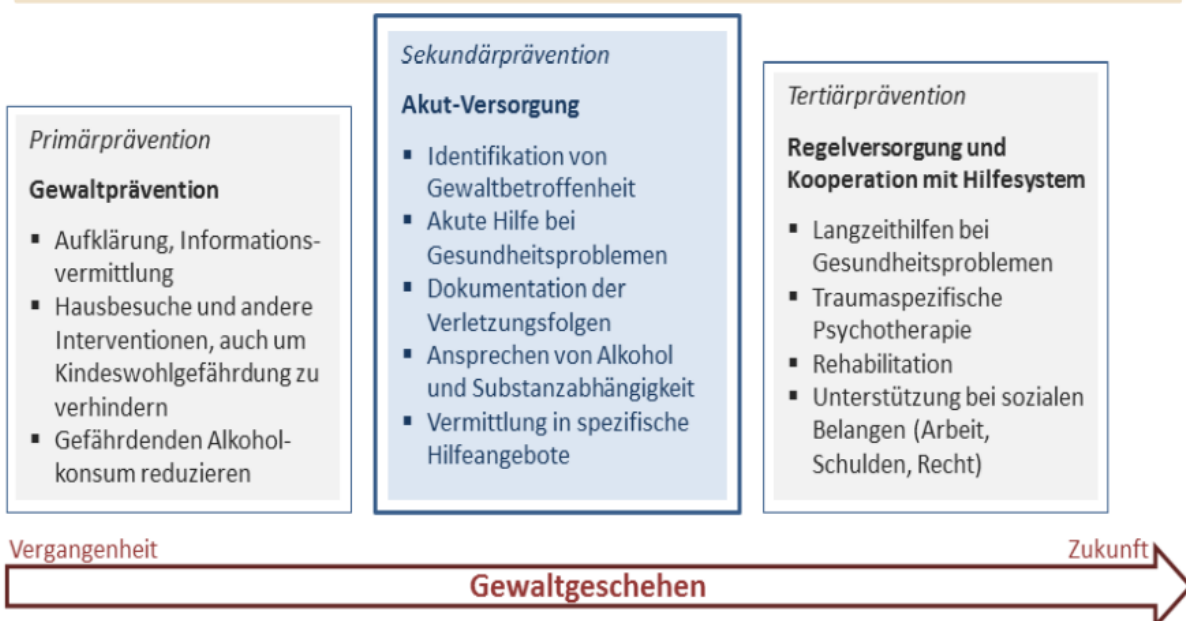 Primärprävention
Gewaltprävention
▪ Aufklärung, Informations-
vermittlung
▪ Hausbesuche und andere
Interventionen, auch um
Kindeswohlgefährdung zu
verhindern
▪ Gefährdenden Alkohol-
konsum reduzieren
Sekundärprävention
Akut-Versorgung
▪ Identifikation von
Gewaltbetroffenheit
▪ Akute Hilfe bei
Gesundheitsproblemen
▪ Dokumentation der
Verletzungsfolgen
▪ Ansprechen von Alkohol
und Substanzabhängigkeit
▪ Vermittlung in spezifische
Hilfeangebote
Tertiärprävention
Regelversorgung und
Kooperation mit Hilfesystem
▪ Langzeithilfen bei
Gesundheitsproblemen
▪ Traumaspezifische
Psychotherapie
▪ Rehabilitation
▪ Unterstützung bei sozialen
Belangen (Arbeit,
Schulden, Recht)
Vergangenheit
Zukunft
Gewaltgeschehen